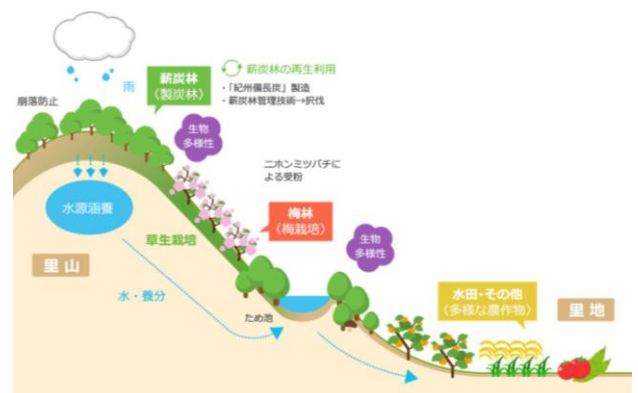 薪炭林
〈製炭林〉
薪炭林の再生利用
・「紀州備長炭」製造
・薪炭林管理技術→択伐
雨
崩落防止
生物
多様性
ニホンミツバチに
よる受粉
水源涵養
梅林
〈梅栽培〉
草生栽培
生物
多様性
里山
水・養分
水田・その他
〈多様な農作物〉
里地
ため池